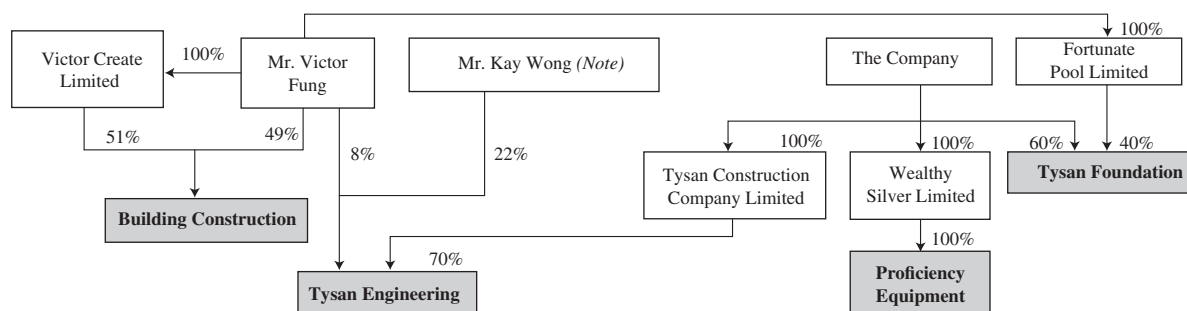 100%
Victor Create
Limited
100%
Mr. Victor
Fung
Mr. Kay Wong (Note)
The Company
Fortunate
Pool Limited
51%
49%
8%
22%
100%
100%
60%
40%
Tysan Construction
Company Limited
Wealthy
Silver Limited
Tysan Foundation
Building Construction
70%
100%
Tysan Engineering
Proficiency
Equipment